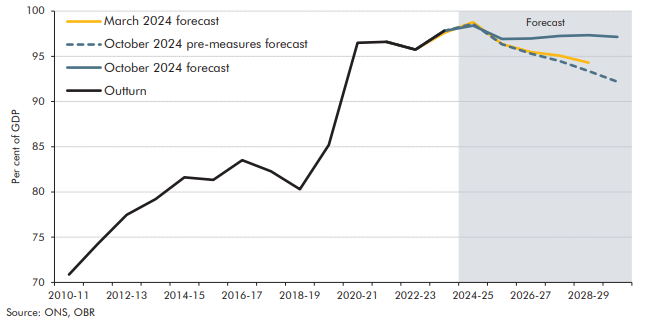 100
95
90
85
80
75
70
Per cent of GDP
March 2024 forecast
October 2024 pre-measures forecast
October 2024 forecast
Outturn
Forecast
2010-11 2012-13 2014-15 2016-17 2018-19 2020-21 2022-23 2024-25 2026-27 2028-29
Source: ONS, OBR